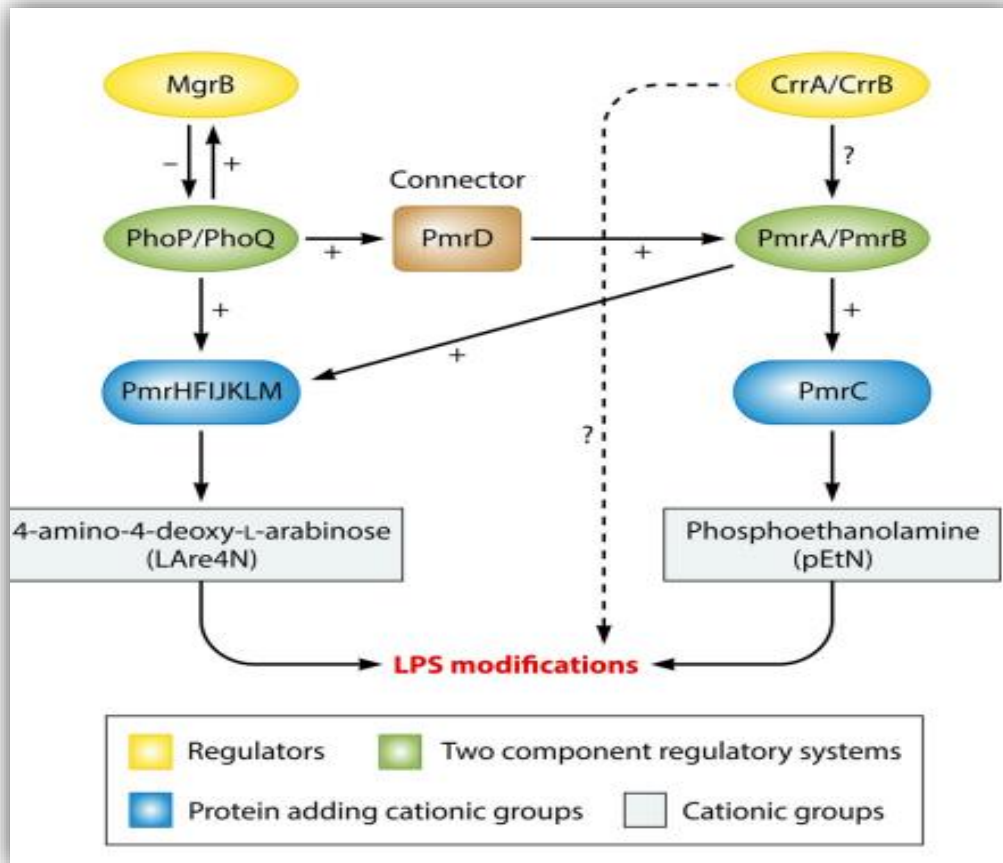 MgrB
CrrA/CrrB
–
+
?
Connector
PhoP/PhoQ
+
PmrD
+
PmrA/PmrB
+
+
+
PmrHFIJKLM
PmrC
?
4-amino-4-deoxy-L-arabinose
(LAre4N)
Phosphoethanolamine
(pEtN)
LPS modifications
Regulators
Two component regulatory systems
Protein adding cationic groups
Cationic groups